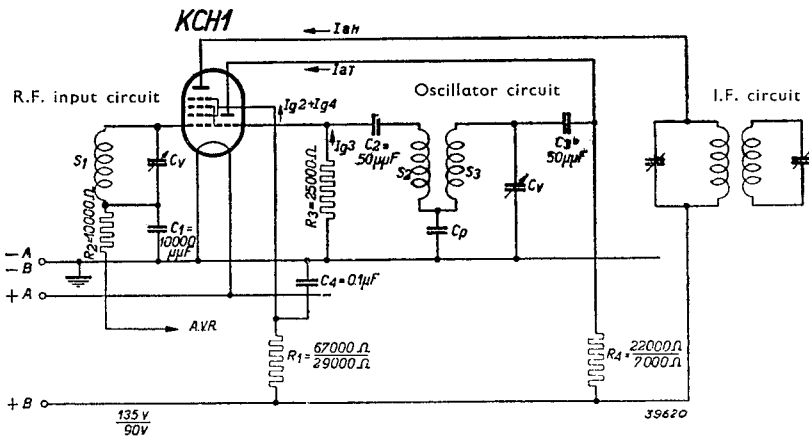 KCH1
IaH
IaT
R.F. input circuit
Oscillator circuit
I.F. circuit
Ig2+Ig4
Ig3
S1
Cv
C2=
50µµF
S2
S3
C3=
50µµF
Cv
R2=10000Ω
C1=
10000
µµF
R3=25000Ω
Cp
-A
-B
+A
C4=0.1µF
A.V.R.
R1= 67000Ω
29000Ω
R4= 22000Ω
7000Ω
+B
135V
90V
39620